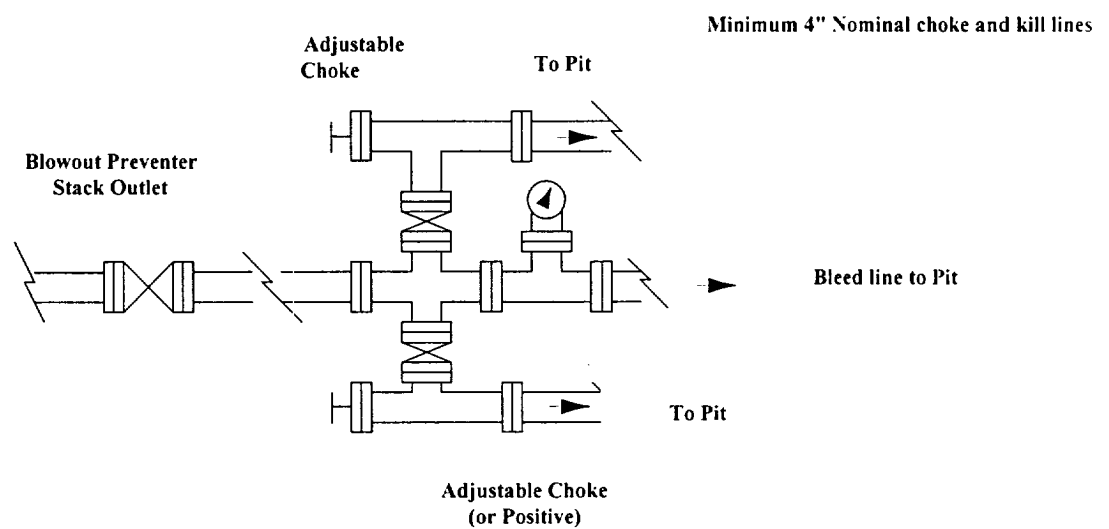 Minimum 4" Nominal choke and kill lines
Adjustable
Choke
To Pit
Blowout Preventer
Stack Outlet
Bleed line to Pit
To Pit
Adjustable Choke
(or Positive)